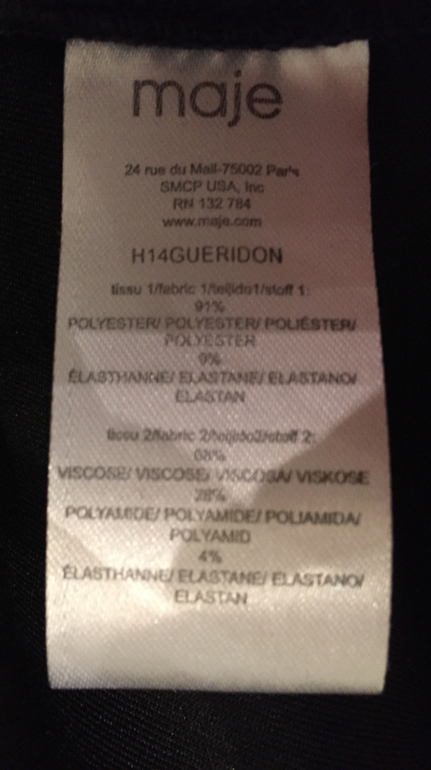 maje
24 rue du Mail-75002 Paris
SMCP USA, Inc
RN 132 784
www.maje.com
H14GUERIDON
tissu 1/fabric 1/tejido1/stoff 1:
91%
POLYESTER/ POLYESTER/ POLIÉSTER/
POLYESTER
9%
ÉLASTHANNE/ ELASTANE/ ELASTANO/
ELASTAN
tissu 2/fabric 2/tejido2/stoff 2:
68%
VISCOSE/ VISCOSE/ VISCOSA/ VISKOSE
28%
POLYAMIDE/ POLYAMIDE/ POLIAMIDA/
POLYAMID
4%
ÉLASTHANNE/ ELASTANE/ ELASTANO/
ELASTAN